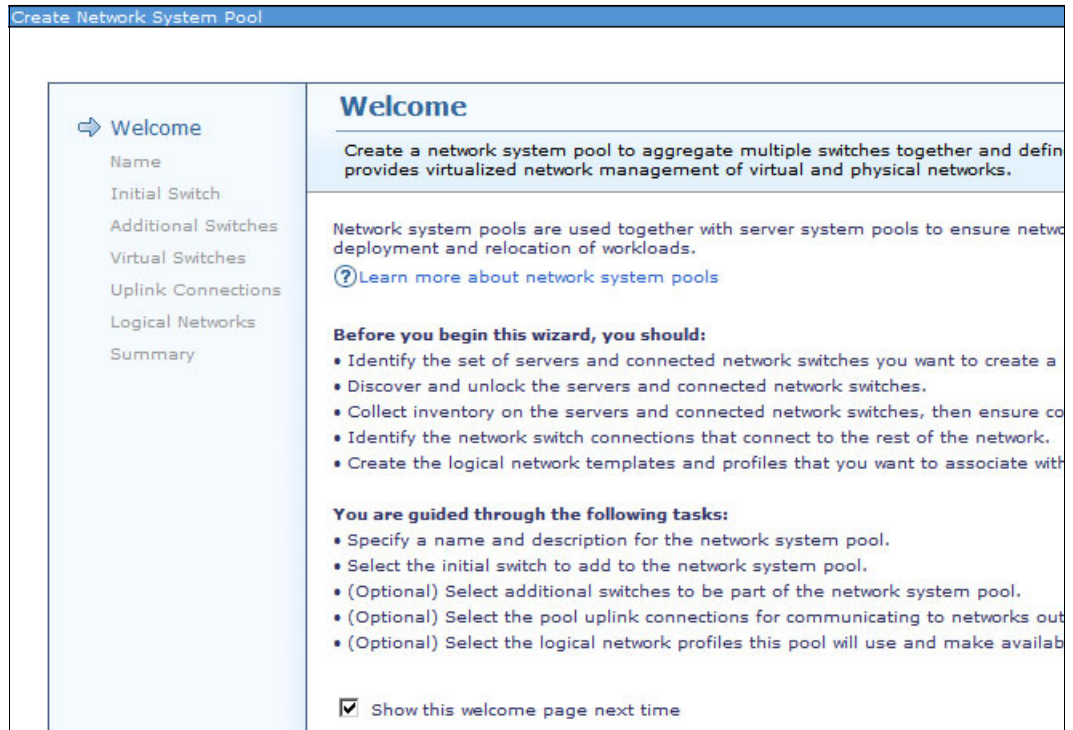 Create Network System Pool
Welcome
Name
Initial Switch
Additional Switches
Virtual Switches
Uplink Connections
Logical Networks
Summary
Welcome
Create a network system pool to aggregate multiple switches together and defin
provides virtualized network management of virtual and physical networks.
Network system pools are used together with server system pools to ensure netwo
deployment and relocation of workloads.
?Learn more about network system pools
Before you begin this wizard, you should:
• Identify the set of servers and connected network switches you want to create a
• Discover and unlock the servers and connected network switches.
• Collect inventory on the servers and connected network switches, then ensure co
• Identify the network switch connections that connect to the rest of the network.
• Create the logical network templates and profiles that you want to associate with
You are guided through the following tasks:
• Specify a name and description for the network system pool.
• Select the initial switch to add to the network system pool.
• (Optional) Select additional switches to be part of the network system pool.
• (Optional) Select the pool uplink connections for communicating to networks out
• (Optional) Select the logical network profiles this pool will use and make availab
Show this welcome page next time